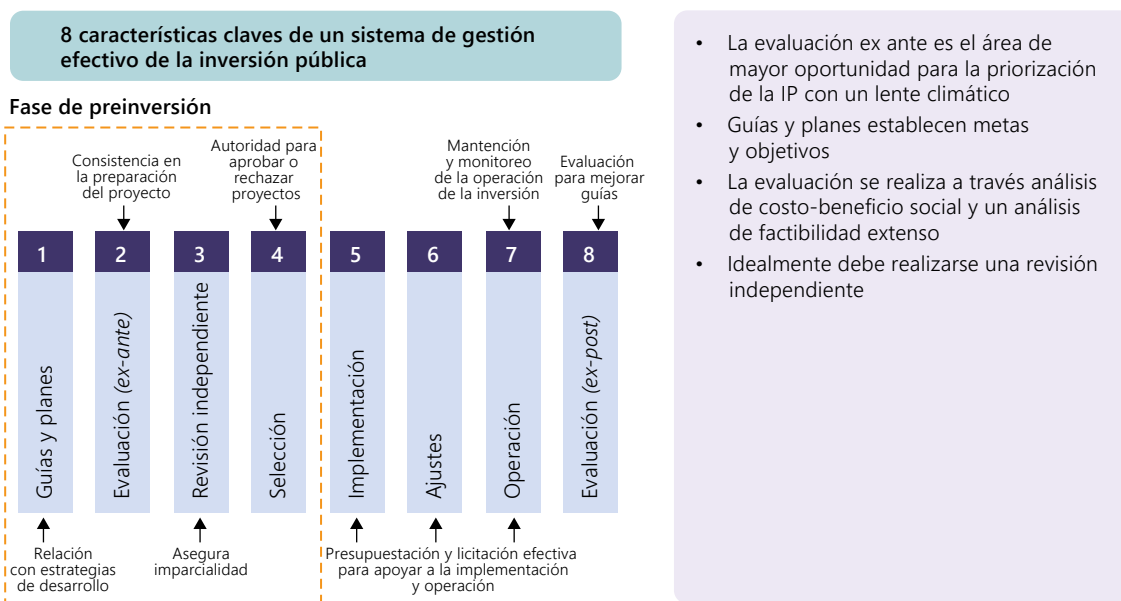 8 características claves de un sistema de gestión
efectivo de la inversión pública
Fase de preinversión
Consistencia en
la preparación
del proyecto
Autoridad para
aprobar o
rechazar
proyectos
Mantención
y monitoreo
de la operación
de la inversión
Evaluación
para mejorar
guías
1
2
3
4
5
6
7
8
Guías y planes
Evaluación (ex-ante)
Revisión independiente
Selección
Implementación
Ajustes
Operación
Evaluación (ex-post)
Relación
con estrategias
de desarrollo
Asegura
imparcialidad
Presupuestación y licitación efectiva
para apoyar a la implementación
y operación
• La evaluación ex ante es el área de
mayor oportunidad para la priorización
de la IP con un lente climático
• Guías y planes establecen metas
y objetivos
• La evaluación se realiza a través análisis
de costo-beneficio social y un análisis
de factibilidad extenso
• Idealmente debe realizarse una revisión
independiente